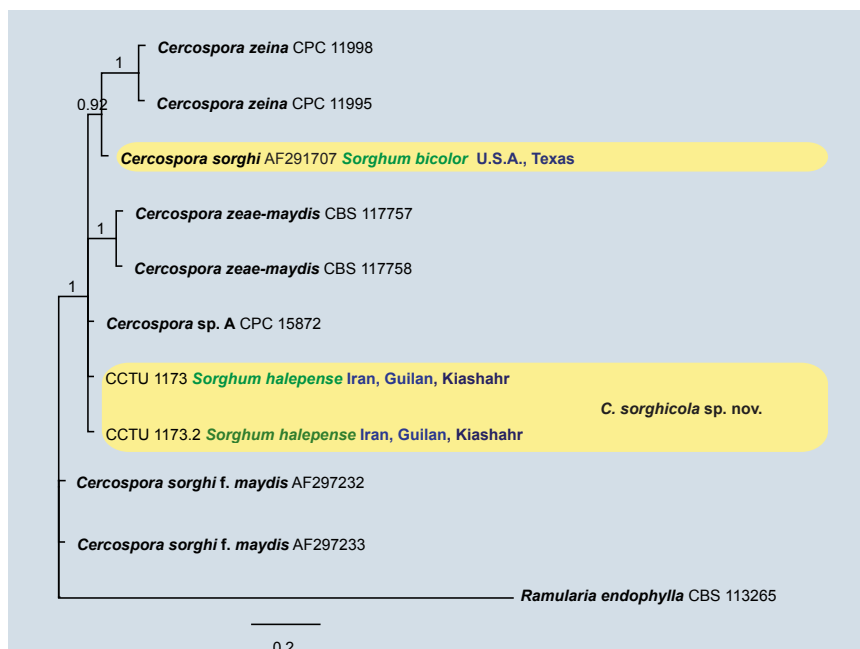 Cercospora zeina CPC 11998
1
Cercospora zeina CPC 11995
0.92
Cercospora sorghi AF291707 Sorghum bicolor U.S.A., Texas
Cercospora zeae-maydis CBS 117757
1
Cercospora zeae-maydis CBS 117758
1
Cercospora sp. A CPC 15872
CCTU 1173 Sorghum halepense Iran, Guilan, Kiashahr
C. sorghicola sp. nov.
CCTU 1173.2 Sorghum halepense Iran, Guilan, Kiashahr
Cercospora sorghi f. maydis AF297232
Cercospora sorghi f. maydis AF297233
Ramularia endophylla CBS 113265
0.2